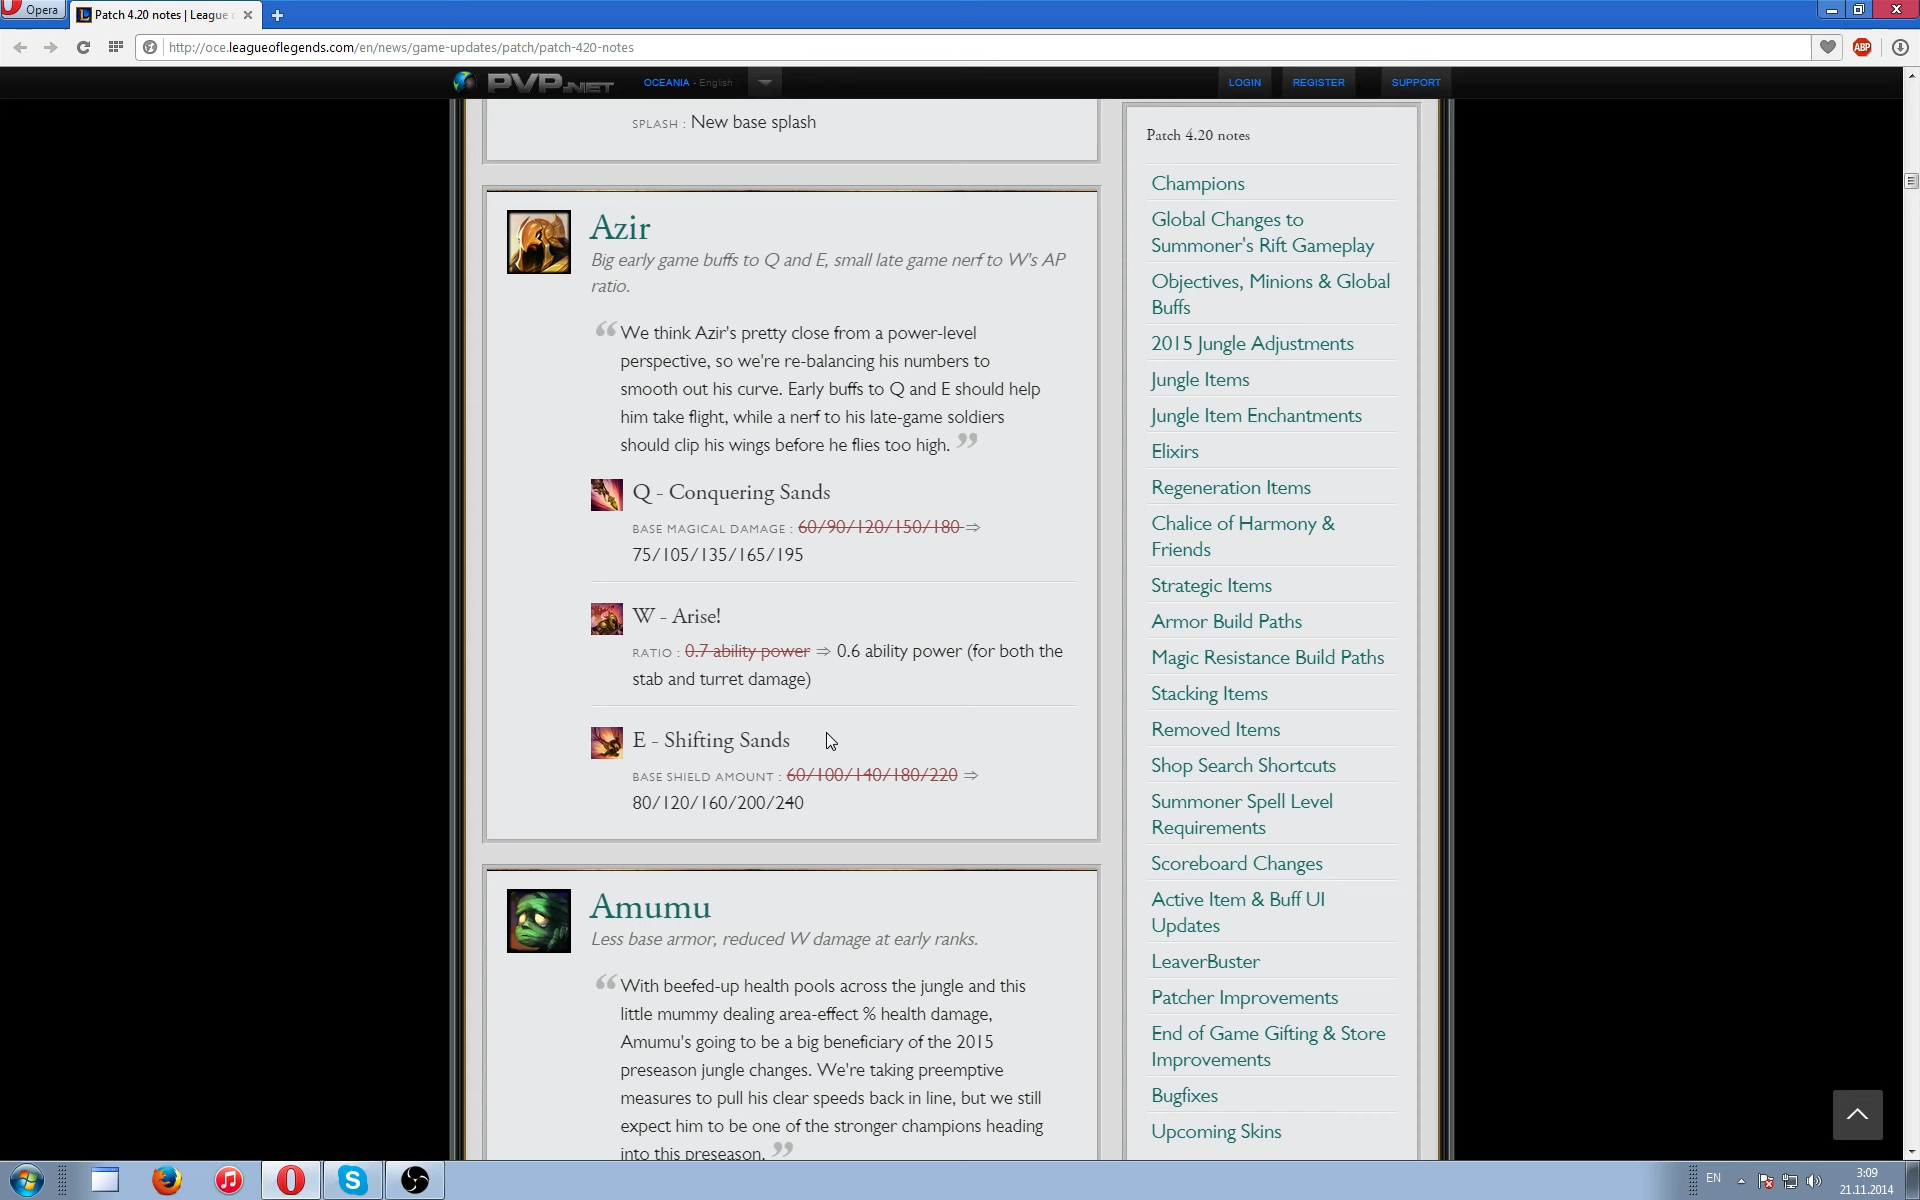 Opera
Patch 4.20 notes | League o
http://oce.leagueoflegends.com/en/news/game-updates/patch/patch-420-notes
ABP
PVP.NET
OCEANIA - English
LOGIN
REGISTER
SUPPORT
SPLASH : New base splash
Azir
Big early game buffs to Q and E, small late game nerf to W's AP
ratio.
“ We think Azir's pretty close from a power-level
perspective, so we're re-balancing his numbers to
smooth out his curve. Early buffs to Q and E should help
him take flight, while a nerf to his late-game soldiers
should clip his wings before he flies too high. ”
Q - Conquering Sands
BASE MAGICAL DAMAGE : 60/90/120/150/180 ⇒
75/105/135/165/195
W - Arise!
RATIO : 0.7 ability power ⇒ 0.6 ability power (for both the
stab and turret damage)
E - Shifting Sands
BASE SHIELD AMOUNT : 60/100/140/180/220 ⇒
80/120/160/200/240
Amumu
Less base armor, reduced W damage at early ranks.
“ With beefed-up health pools across the jungle and this
little mummy dealing area-effect % health damage,
Amumu's going to be a big beneficiary of the 2015
preseason jungle changes. We're taking preemptive
measures to pull his clear speeds back in line, but we still
expect him to be one of the stronger champions heading
into this preseason. ”
Patch 4.20 notes
Champions
Global Changes to
Summoner's Rift Gameplay
Objectives, Minions & Global
Buffs
2015 Jungle Adjustments
Jungle Items
Jungle Item Enchantments
Elixirs
Regeneration Items
Chalice of Harmony &
Friends
Strategic Items
Armor Build Paths
Magic Resistance Build Paths
Stacking Items
Removed Items
Shop Search Shortcuts
Summoner Spell Level
Requirements
Scoreboard Changes
Active Item & Buff UI
Updates
LeaverBuster
Patcher Improvements
End of Game Gifting & Store
Improvements
Bugfixes
Upcoming Skins
EN
3:09
21.11.2014